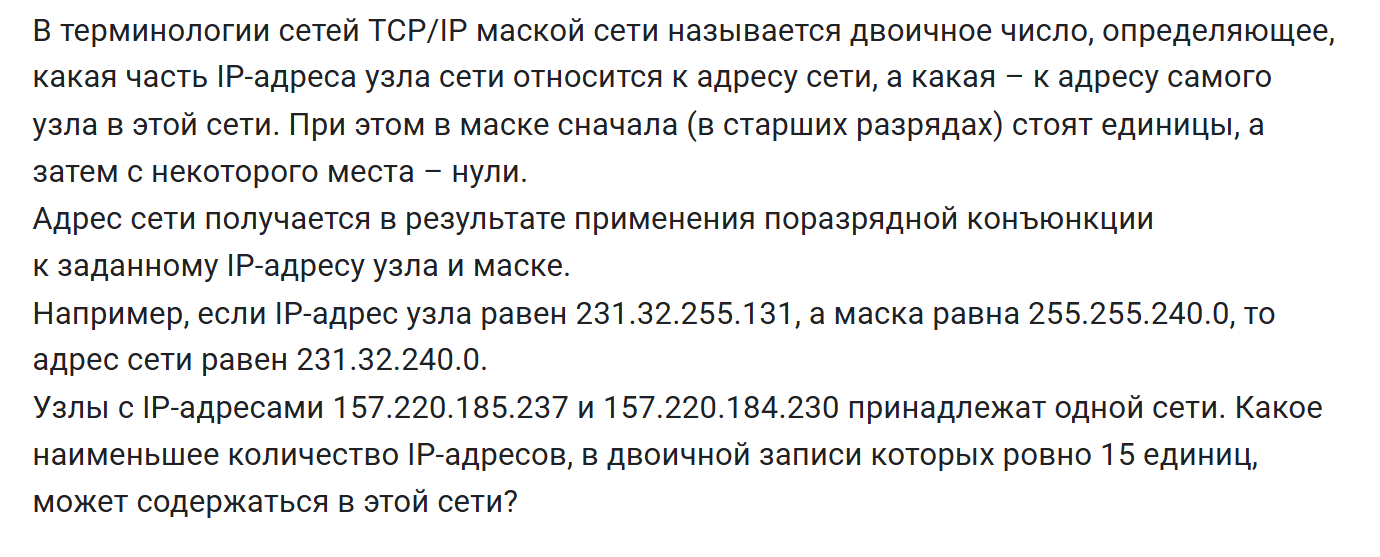 В терминологии сетей TCP/IP маской сети называется двоичное число, определяющее,
какая часть IP-адреса узла сети относится к адресу сети, а какая – к адресу самого
узла в этой сети. При этом в маске сначала (в старших разрядах) стоят единицы, а
затем с некоторого места – нули.
Адрес сети получается в результате применения поразрядной конъюнкции
к заданному IP-адресу узла и маске.
Например, если IP-адрес узла равен 231.32.255.131, а маска равна 255.255.240.0, то
адрес сети равен 231.32.240.0.
Узлы с IP-адресами 157.220.185.237 и 157.220.184.230 принадлежат одной сети. Какое
наименьшее количество IP-адресов, в двоичной записи которых ровно 15 единиц,
может содержаться в этой сети?